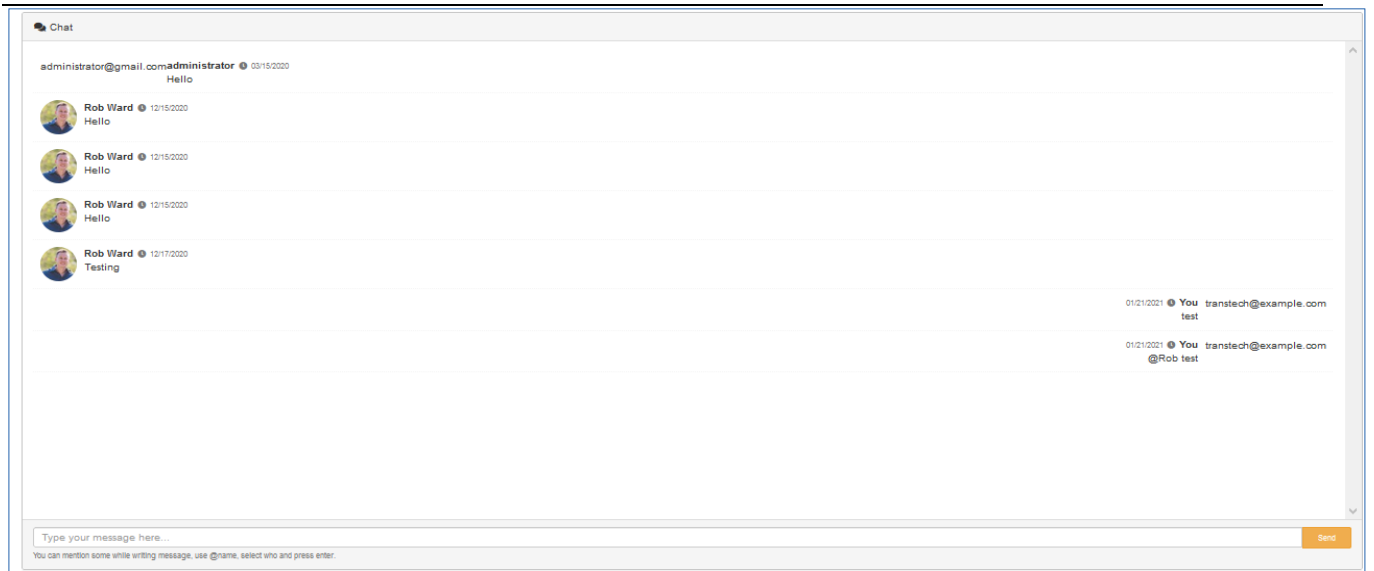 Chat
administrator@gmail.comadministrator 03/15/2020
Hello
Rob Ward 12/15/2020
Hello
Rob Ward 12/15/2020
Hello
Rob Ward 12/15/2020
Hello
Rob Ward 12/17/2020
Testing
01/21/2021 You transtech@example.com
test
01/21/2021 You transtech@example.com
@Rob test
Type your message here...
Send
You can mention some while writing message, use @name, select who and press enter.